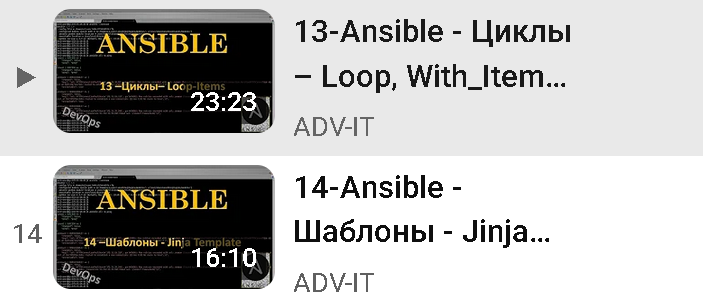 ANSIBLE
13 –Циклы– Loop-Items
23:23
DevOps
13-Ansible - Циклы
– Loop, With_Item...
ADV-IT
14
ANSIBLE
14 –Шаблоны - Jinja Template
16:10
DevOps
14-Ansible -
Шаблоны - Jinja...
ADV-IT